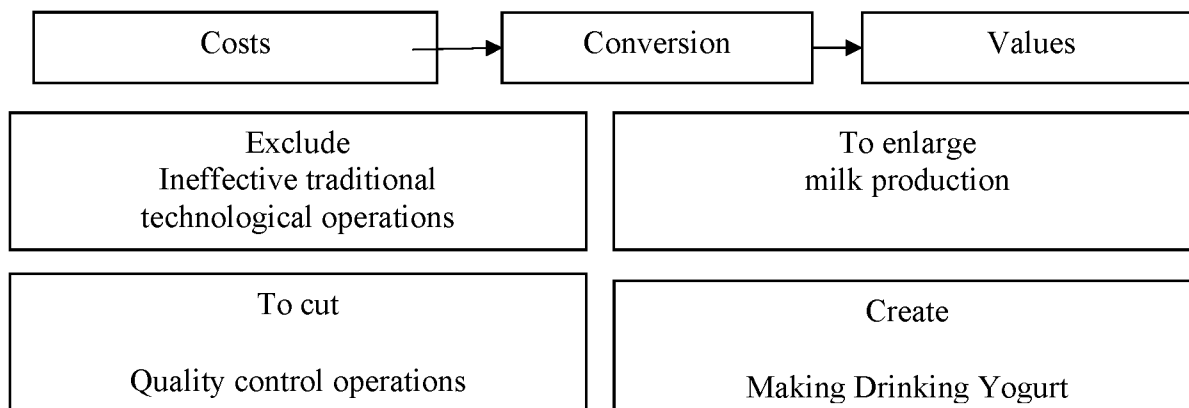 Costs
Conversion
Values
Exclude
Ineffective traditional
technological operations
To enlarge
milk production
To cut
Quality control operations
Create
Making Drinking Yogurt